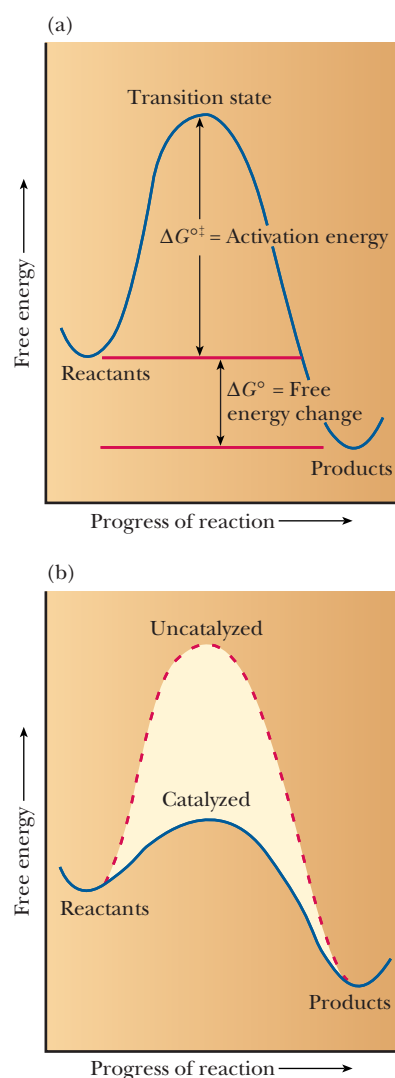 (a)
Transition state
ΔG°‡ = Activation energy
Free energy
Reactants
ΔG° = Free
energy change
Products
Progress of reaction
(b)
Uncatalyzed
Catalyzed
Free energy
Reactants
Products
Progress of reaction